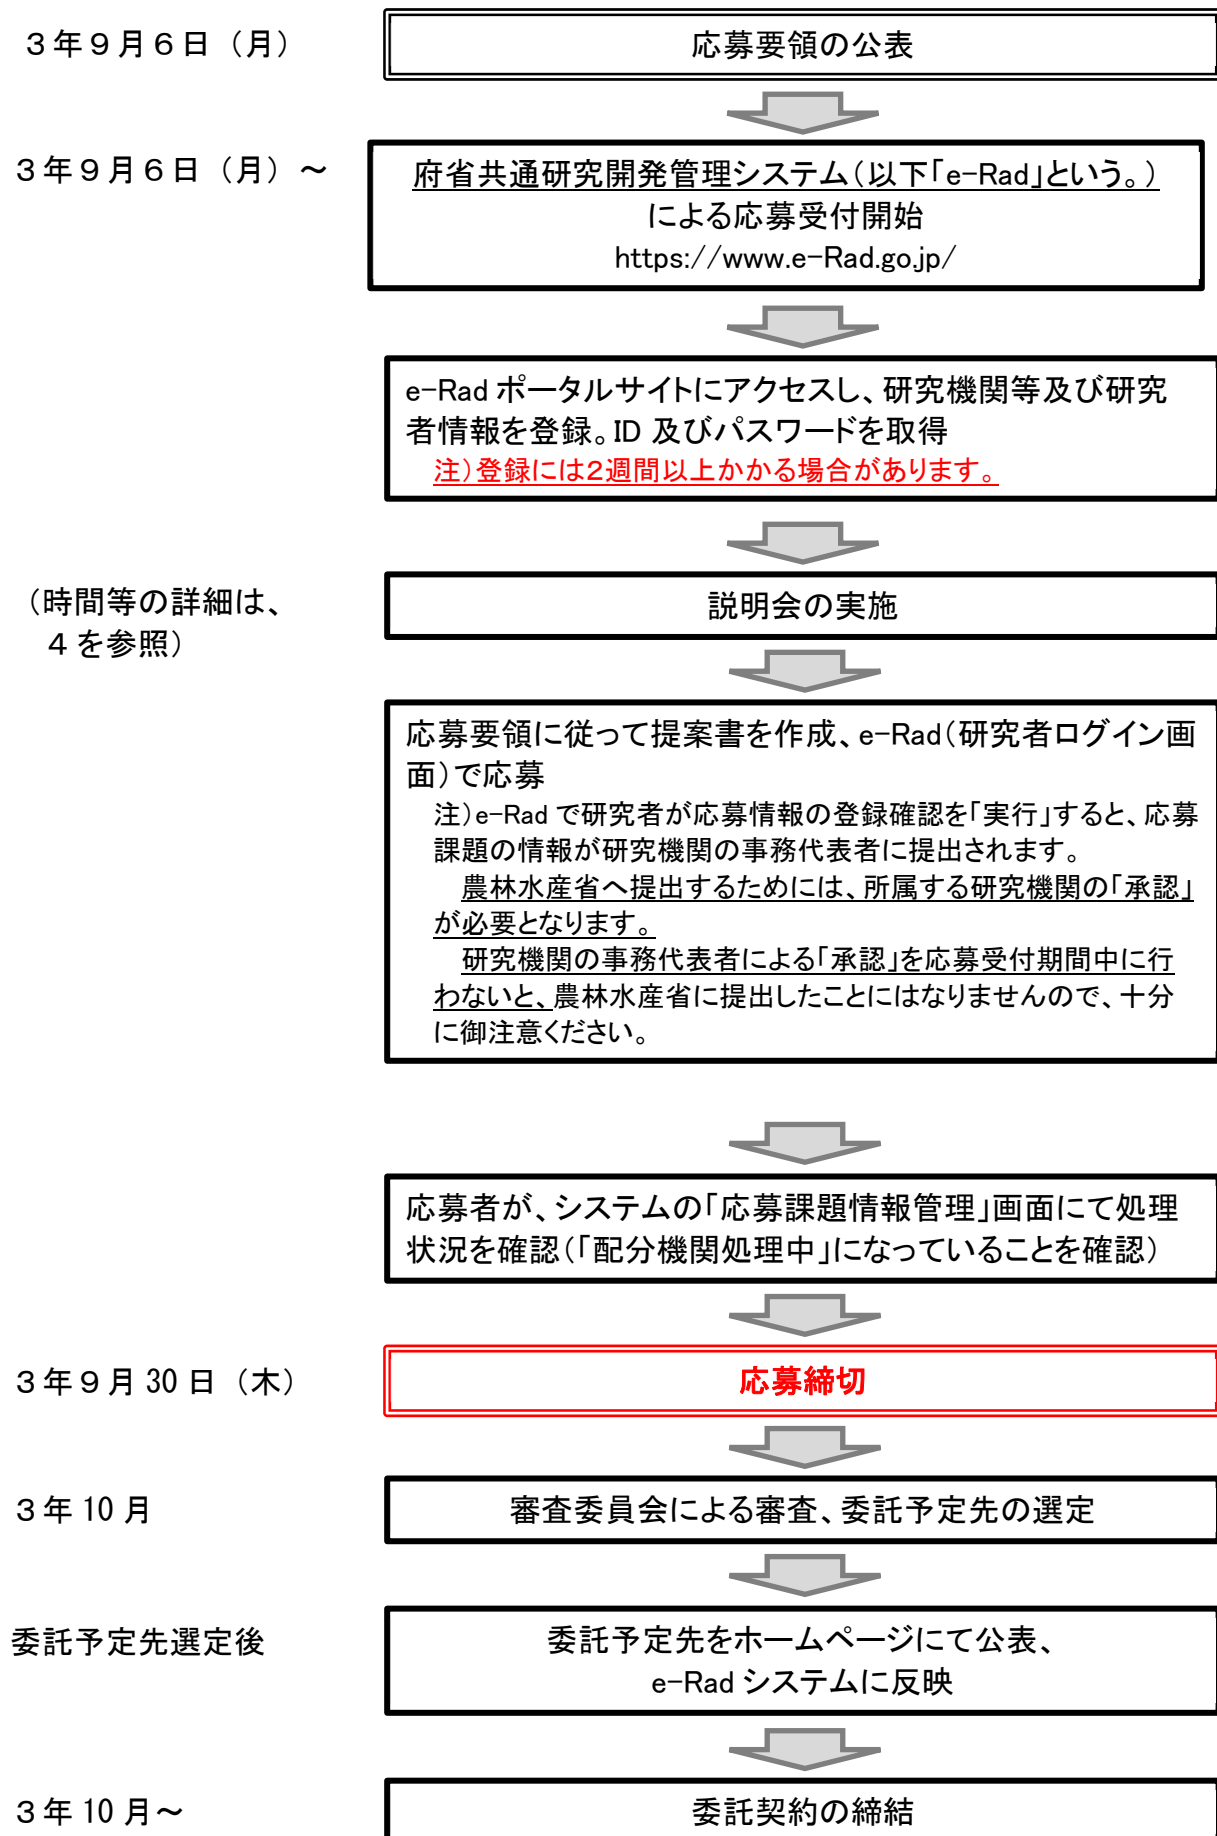 ３年９月６日（月）
応募要領の公表
３年９月６日（月）～
府省共通研究開発管理システム（以下「e-Rad」という。）
による応募受付開始
https://www.e-Rad.go.jp/
e-Rad ポータルサイトにアクセスし、研究機関等及び研究
者情報を登録。ID 及びパスワードを取得
注）登録には２週間以上かかる場合があります。
（時間等の詳細は、
４を参照）
説明会の実施
応募要領に従って提案書を作成、e-Rad（研究者ログイン画
面）で応募
注）e-Rad で研究者が応募情報の登録確認を「実行」すると、応募
課題の情報が研究機関の事務代表者に提出されます。
農林水産省へ提出するためには、所属する研究機関の「承認」
が必要となります。
研究機関の事務代表者による「承認」を応募受付期間中に行
わないと、農林水産省に提出したことにはなりませんので、十分
に御注意ください。
応募者が、システムの「応募課題情報管理」画面にて処理
状況を確認（「配分機関処理中」になっていることを確認）
３年９月 30 日（木）
応募締切
３年 10 月
審査委員会による審査、委託予定先の選定
委託予定先選定後
委託予定先をホームページにて公表、
e-Rad システムに反映
３年 10 月～
委託契約の締結